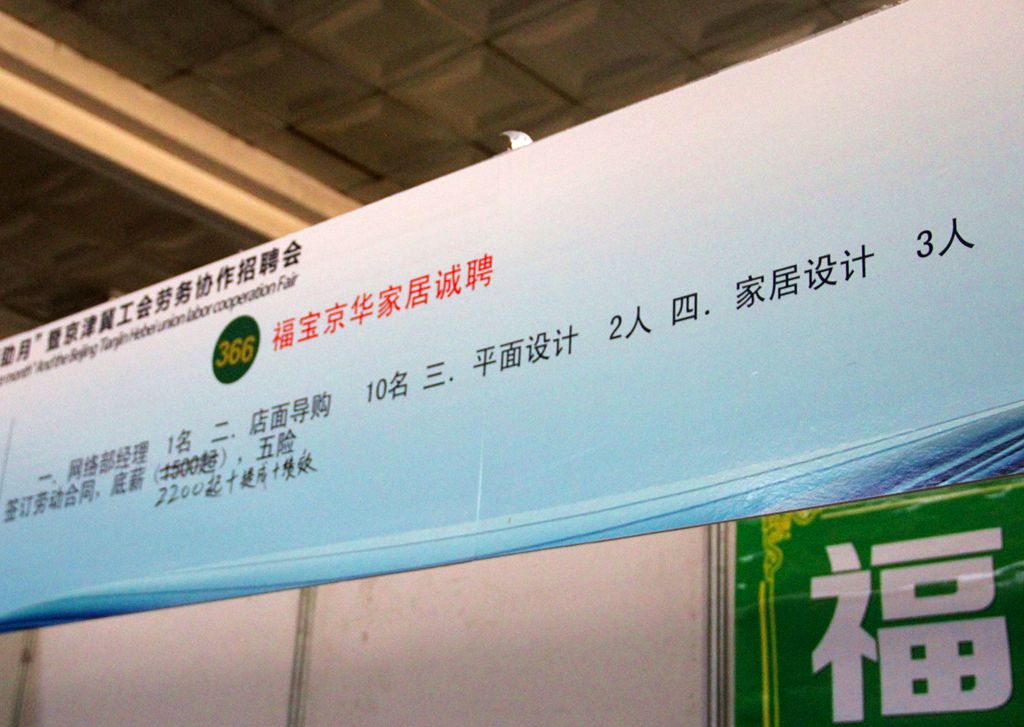 助月”暨京津冀工会劳务协作招聘会
month" And the Beijing Tianjin Hebei union labor cooperation Fair
366 福宝京华家居诚聘
一、网络部经理 1名 二．店面导购 10名 三．平面设计 2人 四．家居设计 3人
签订劳动合同，底薪（1500起），五险
2200起+提成+绩效
福